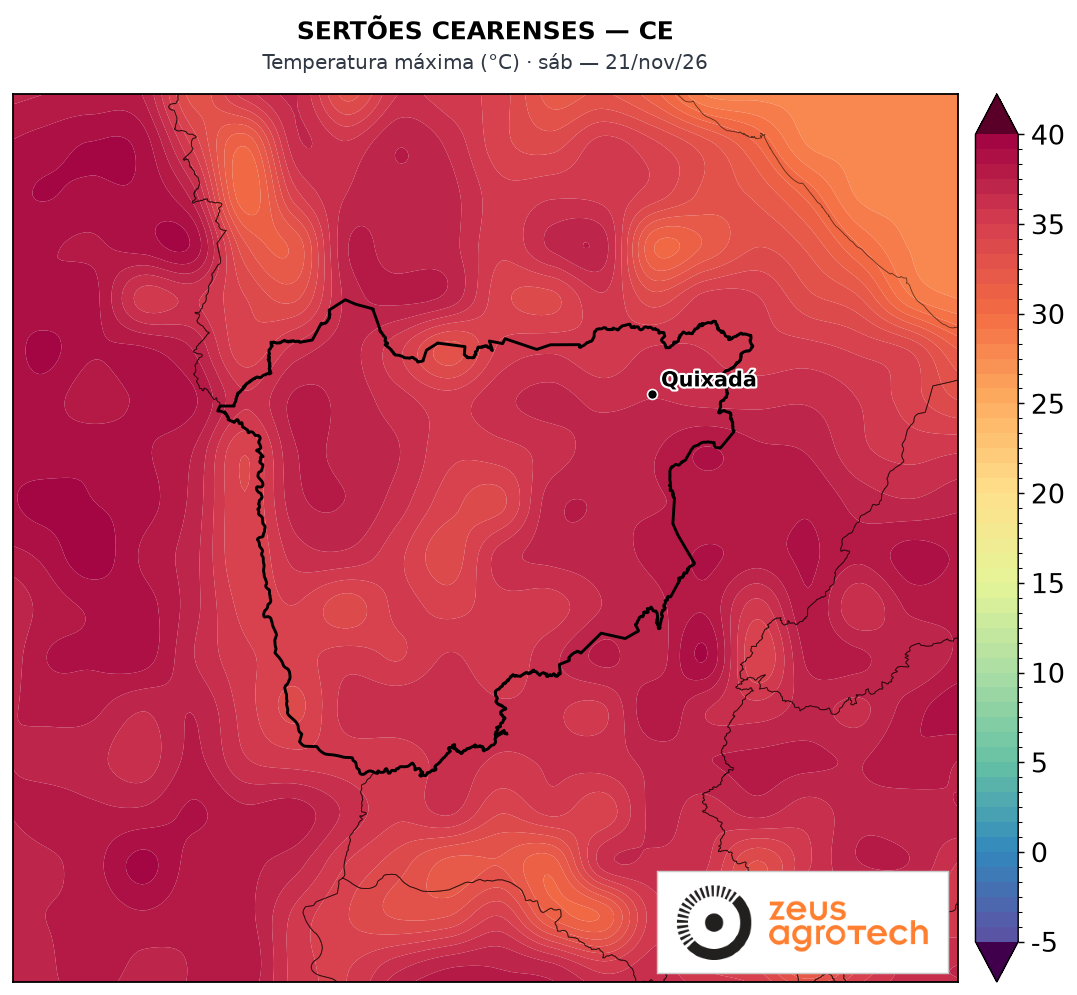 SERTÕES CEARENSES — CE
Temperatura máxima (°C) · sáb — 21/nov/26
Quixadá
40
35
30
25
20
15
10
5
0
-5
zeus
agrotech